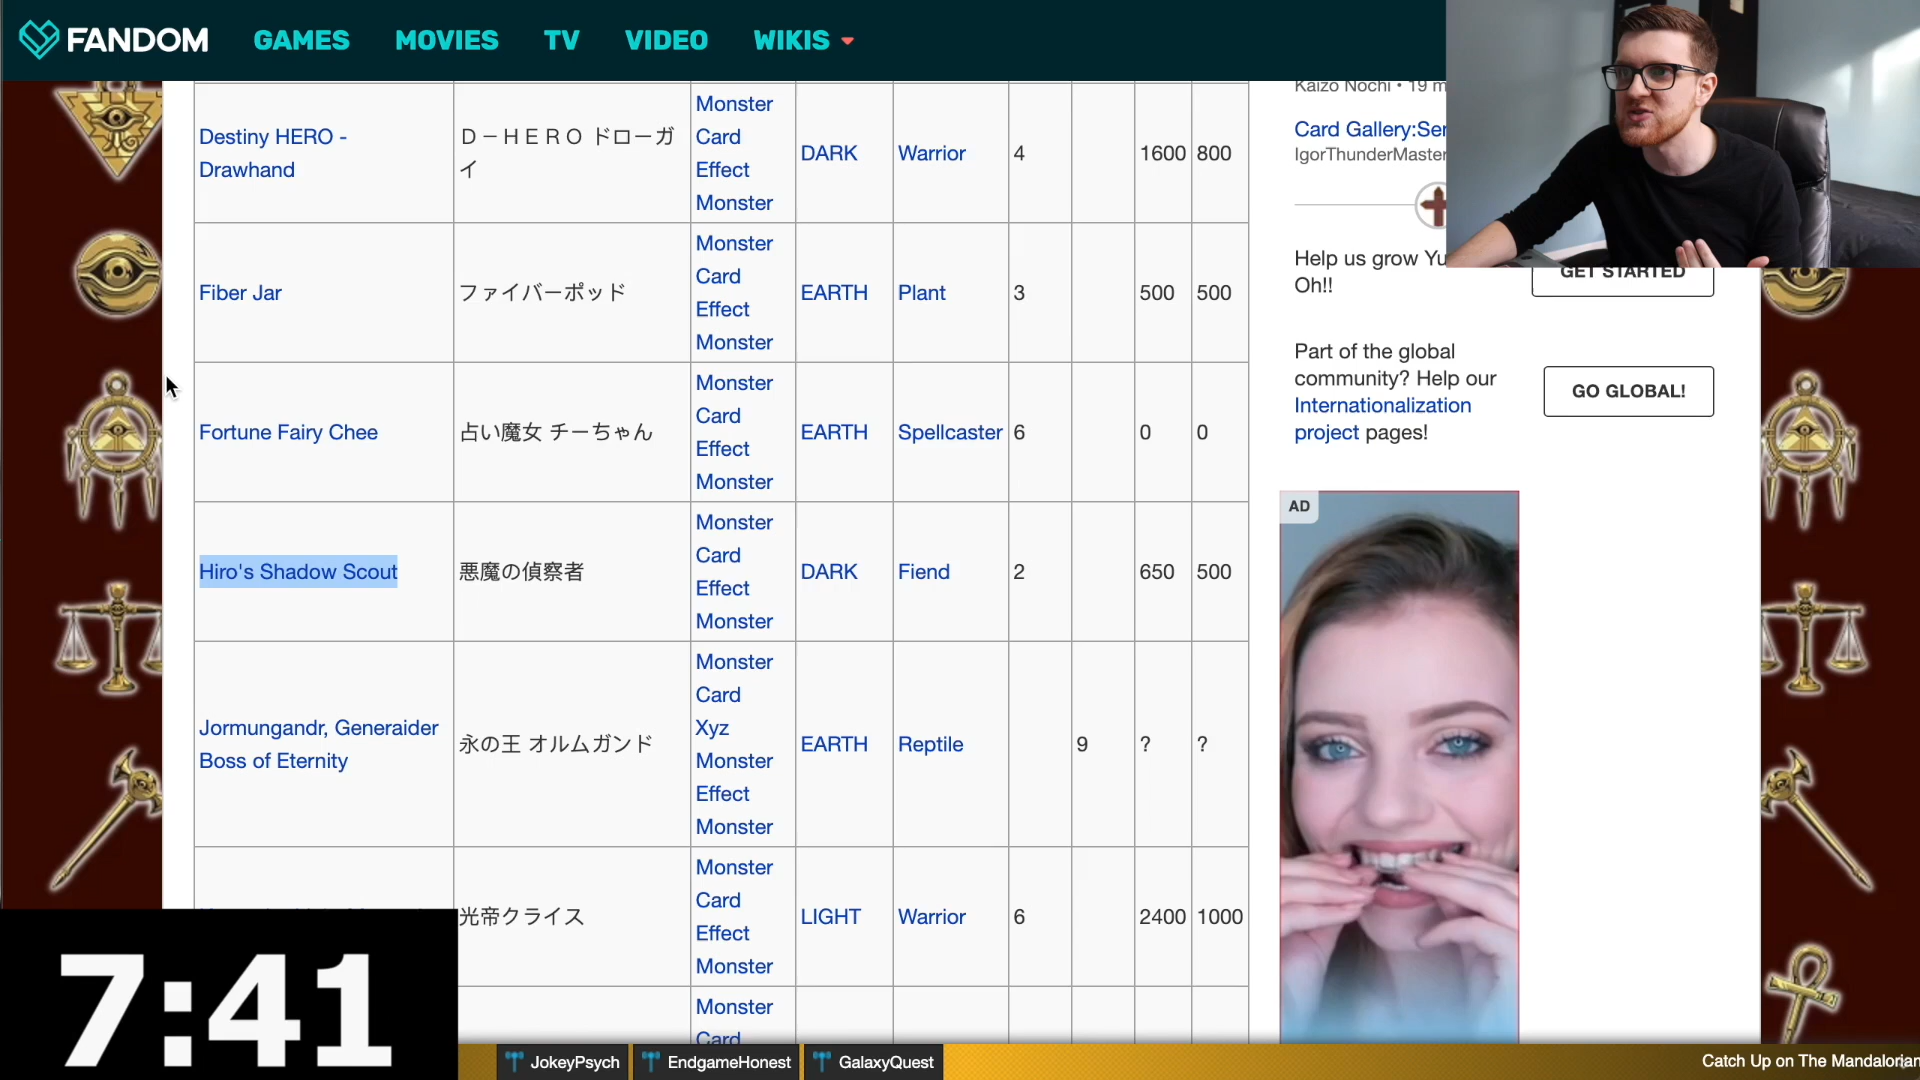 FANDOM GAMES MOVIES TV VIDEO WIKIS
Destiny HERO -
Drawhand
Ｄ－ＨＥＲＯ ドローガ
イ
Monster
Card
Effect
Monster
DARK
Warrior
4
1600
800
Fiber Jar
ファイバーポッド
Monster
Card
Effect
Monster
EARTH
Plant
3
500
500
Fortune Fairy Chee
占い魔女 チーちゃん
Monster
Card
Effect
Monster
EARTH
Spellcaster
6
0
0
Hiro's Shadow Scout
悪魔の偵察者
Monster
Card
Effect
Monster
DARK
Fiend
2
650
500
Jormungandr, Generaider
Boss of Eternity
永の王 オルムガンド
Monster
Card
Xyz
Monster
Effect
Monster
EARTH
Reptile
9
?
?
光帝クライス
Monster
Card
Effect
Monster
LIGHT
Warrior
6
2400
1000
Monster
Card
Kaizo Nochi • 19 m
Card Gallery:Ser
IgorThunderMaster
Help us grow Yu
Oh!!
GET STARTED
Part of the global
community? Help our
Internationalization
project pages!
GO GLOBAL!
AD
7:41
JokeyPsych
EndgameHonest
GalaxyQuest
Catch Up on The Mandalorian